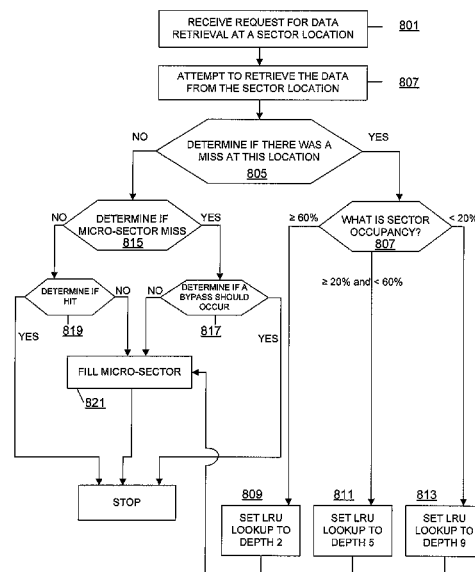 RECEIVE REQUEST FOR DATA
RETRIEVAL AT A SECTOR LOCATION
801
ATTEMPT TO RETRIEVE THE DATA
FROM THE SECTOR LOCATION
807
NO
DETERMINE IF THERE WAS A
MISS AT THIS LOCATION
805
YES
NO
DETERMINE IF
MICRO-SECTOR MISS
815
YES
≥ 60%
WHAT IS SECTOR
OCCUPANCY?
807
< 20%
≥ 20% and < 60%
DETERMINE IF
HIT
819
NO
YES
NO
DETERMINE IF A
BYPASS SHOULD
OCCUR
817
YES
FILL MICRO-SECTOR
821
STOP
809
SET LRU
LOOKUP TO
DEPTH 2
811
SET LRU
LOOKUP TO
DEPTH 5
813
SET LRU
LOOKUP TO
DEPTH 9